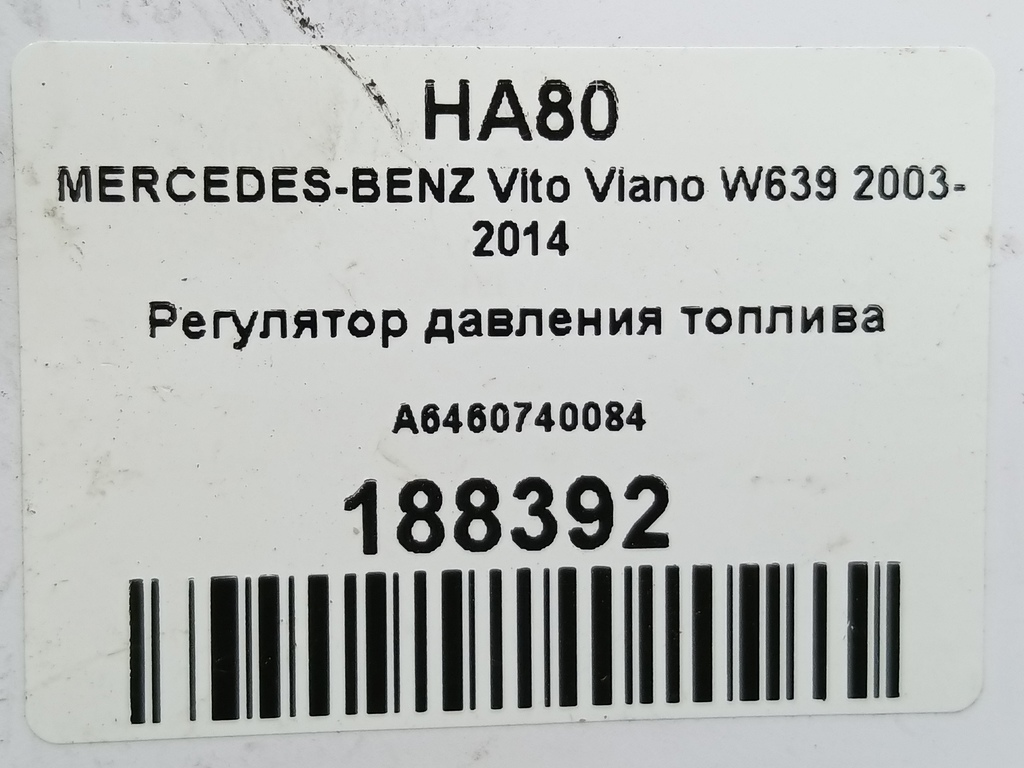 HA80
MERCEDES-BENZ Vito Viano W639 2003-
2014
Регулятор давления топлива
A6460740084
188392